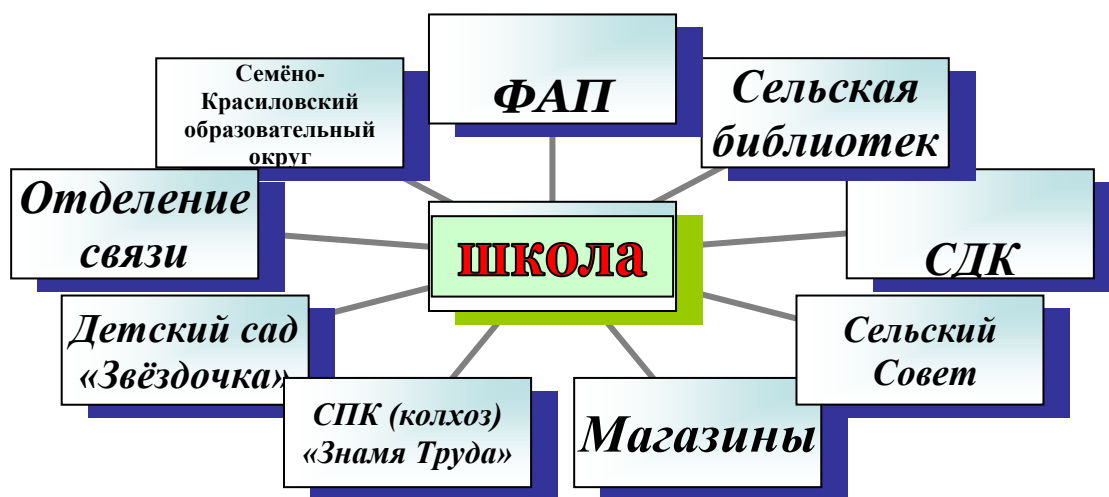 Семёно-
Красиловский
образовательный
округ
ФАП
Сельская
библиотек
Отделение
связи
школа
СДК
Детский сад
«Звёздочка»
Сельский
Совет
СПК (колхоз)
«Знамя Труда»
Магазины